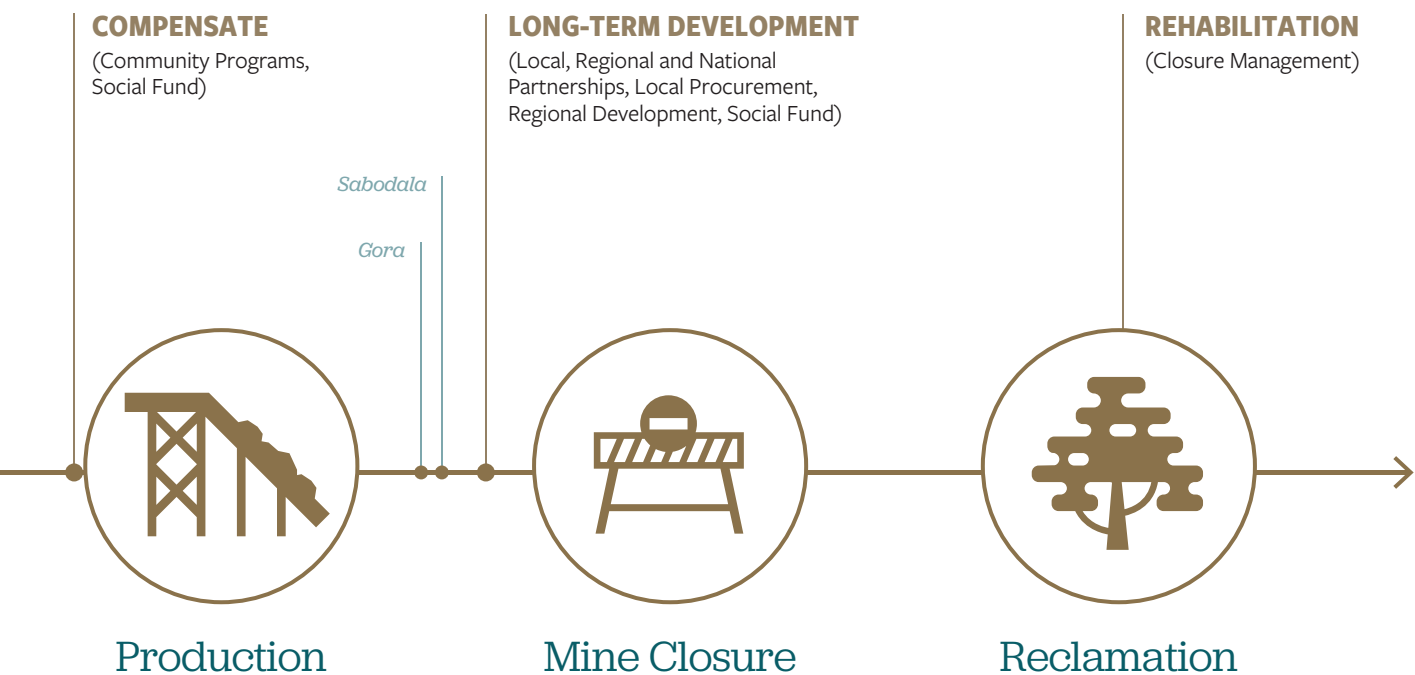 COMPENSATE
(Community Programs,
Social Fund)
LONG-TERM DEVELOPMENT
(Local, Regional and National
Partnerships, Local Procurement,
Regional Development, Social Fund)
REHABILITATION
(Closure Management)
Sabodala
Gora
Production
Mine Closure
Reclamation